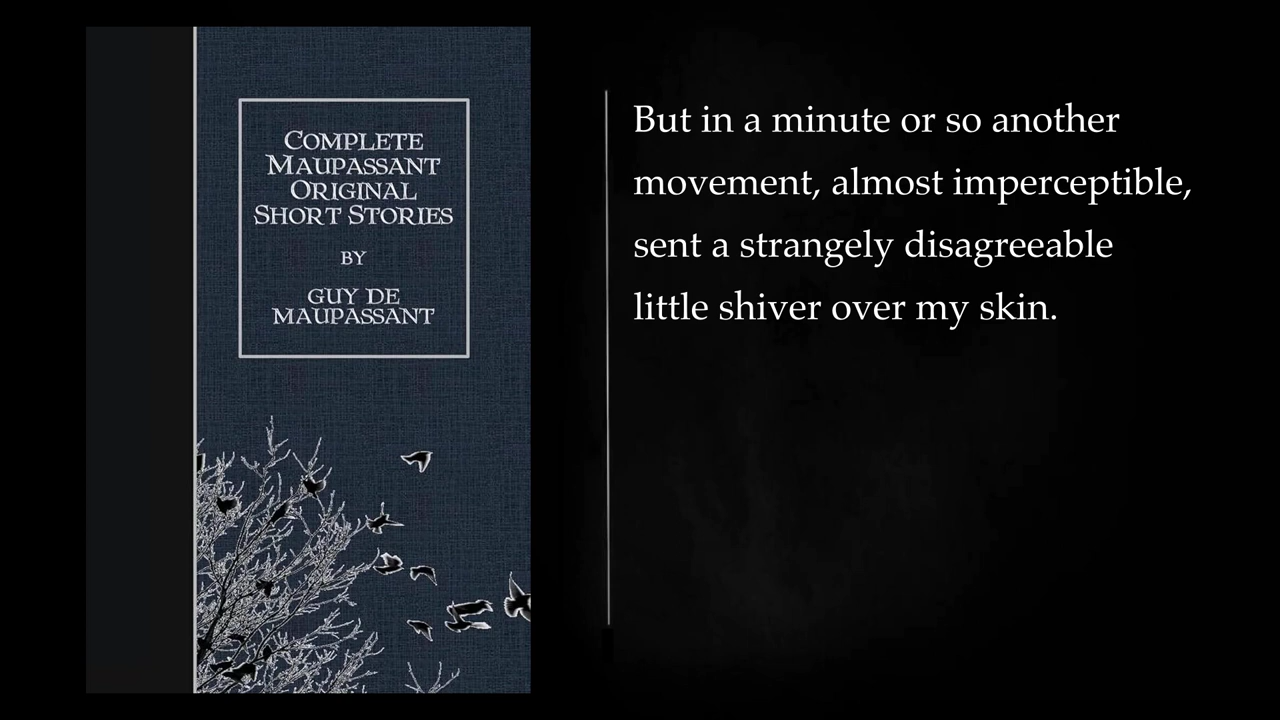 COMPLETE
MAUPASSANT
ORIGINAL
SHORT STORIES
BY
GUY DE
MAUPASSANT
But in a minute or so another
movement, almost imperceptible,
sent a strangely disagreeable
little shiver over my skin.